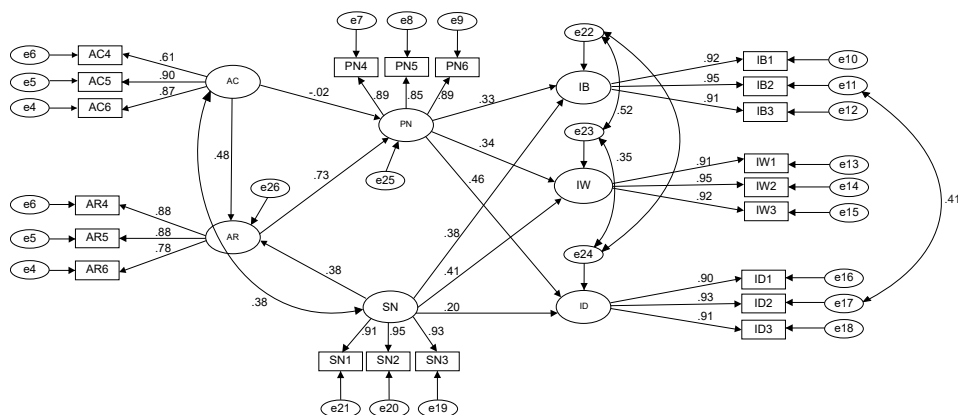 e7 e8 e9
e6 AC4 PN4 PN5 PN6 e22
.61 .92 IB1 e10
e5 AC5 .90 AC IB .95 IB2 e11
.89 .85 .89
e4 AC6 .87 -.02 .33 .91 IB3 e12
PN .52
e23
.48 .34 .35 .91 IW1 e13
e26 .73 e25 .46 IW .95 IW2 e14
e6 AR4 .88 .92 IW3 e15 .41
e5 AR5 .88 AR .38
e4 AR6 .78 .41 e24
.38 .90 ID1 e16
.38 SN .20 ID .93 ID2 e17
.91 .95 .93 .91 ID3 e18
SN1 SN2 SN3
e21 e20 e19